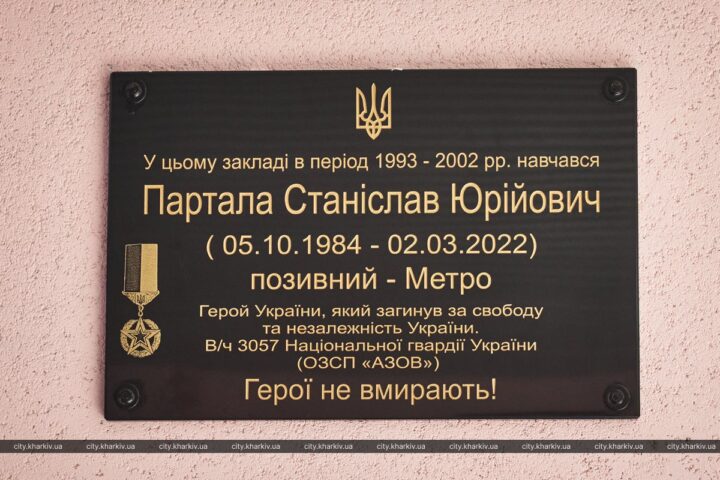 У цьому закладі в період 1993 - 2002 рр. навчався
Партала Станіслав Юрійович
( 05.10.1984 - 02.03.2022)
позивний - Метро
Герой України, який загинув за свободу
та незалежність України.
В/ч 3057 Національної гвардії України
(ОЗСП «АЗОВ»)
Герої не вмирають!
city.kharkiv.ua city.kharkiv.ua city.kharkiv.ua city.kharkiv.ua city.kharkiv.ua city.kharkiv.ua city.kharkiv.ua city.kharkiv.ua city.kharkiv.ua city.kharkiv.ua